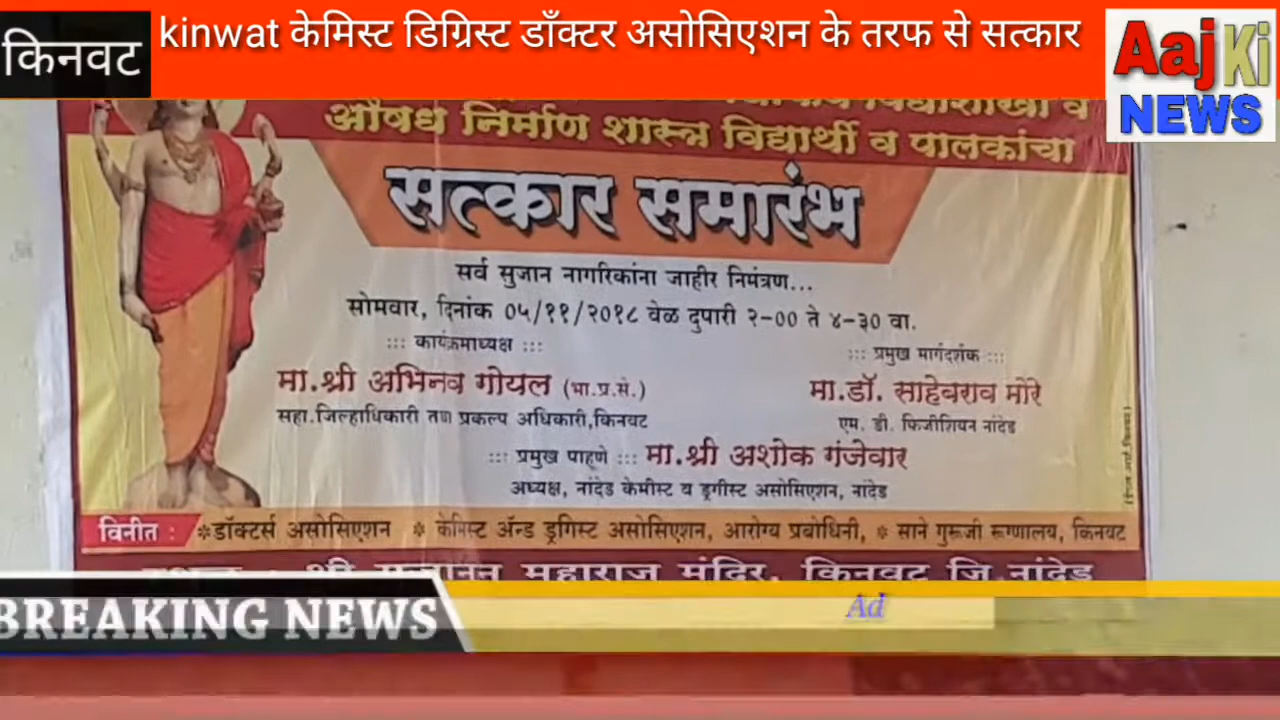 किनवट
kinwat केमिस्ट डिग्रिस्ट डाँक्टर असोसिएशन के तरफ से सत्कार
Aaj Ki
NEWS
औषध निर्माण शास्त्र विद्यार्थी व पालकांचा
सत्कार समारंभ
सर्व सुजान नागरिकांना जाहीर निमंत्रण...
सोमवार, दिनांक ०५/११/२०१८ वेळ दुपारी २-०० ते ४-३० वा.
::: कार्यक्रमाध्यक्ष :::
मा.श्री अभिनव गोयल (भा.प्र.से.)
सहा.जिल्हाधिकारी तथा प्रकल्प अधिकारी,किनवट
::: प्रमुख मार्गदर्शक :::
मा.डॉ. साहेबराव मोरे
एम. डी. फिजीशियन नांदेड
::: प्रमुख पाहूणे ::: मा.श्री अशोक गंजेवार
अध्यक्ष, नांदेड केमीस्ट व ड्रगीस्ट असोसिएशन, नांदेड
विनीत : *डॉक्टर्स असोसिएशन * केमिस्ट ॲन्ड ड्रगिस्ट असोसिएशन, आरोग्य प्रबोधिनी, * साने गुरूजी रूग्णालय, किनवट
महाराज मंदिर, किनवट जि.नांदेड
BREAKING NEWS
Ad